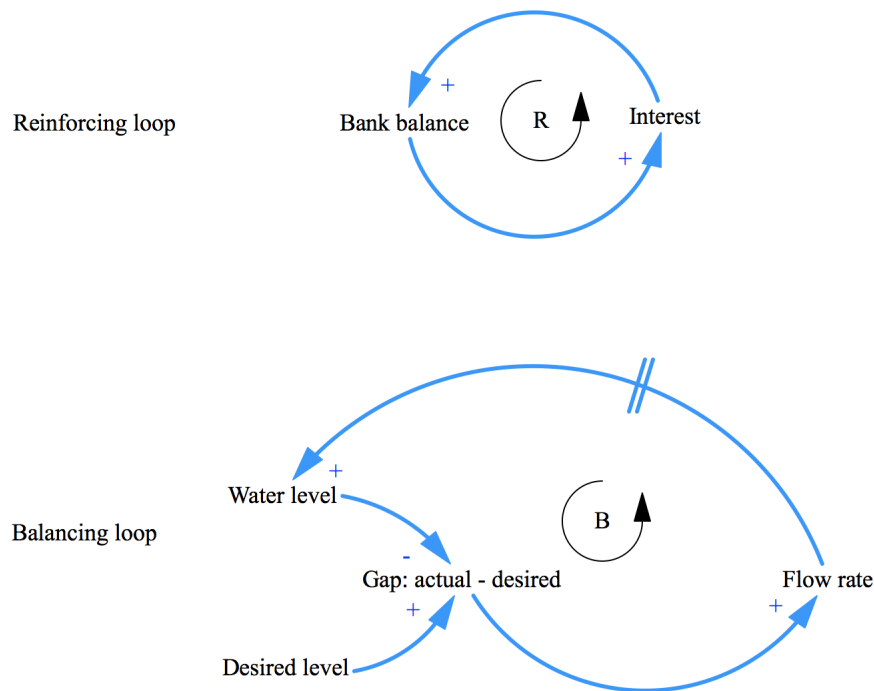 +
Reinforcing loop
Bank balance
R
Interest
+
+
Water level
B
Balancing loop
-
Gap: actual - desired
Flow rate
+
+
Desired level